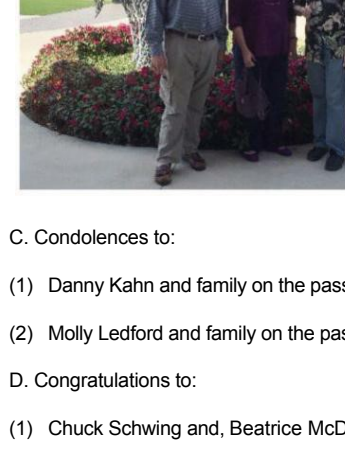 C. Condolences to:
(1) Danny Kahn and family on the pass
(2) Molly Ledford and family on the pas
D. Congratulations to:
(1) Chuck Schwing and, Beatrice McD